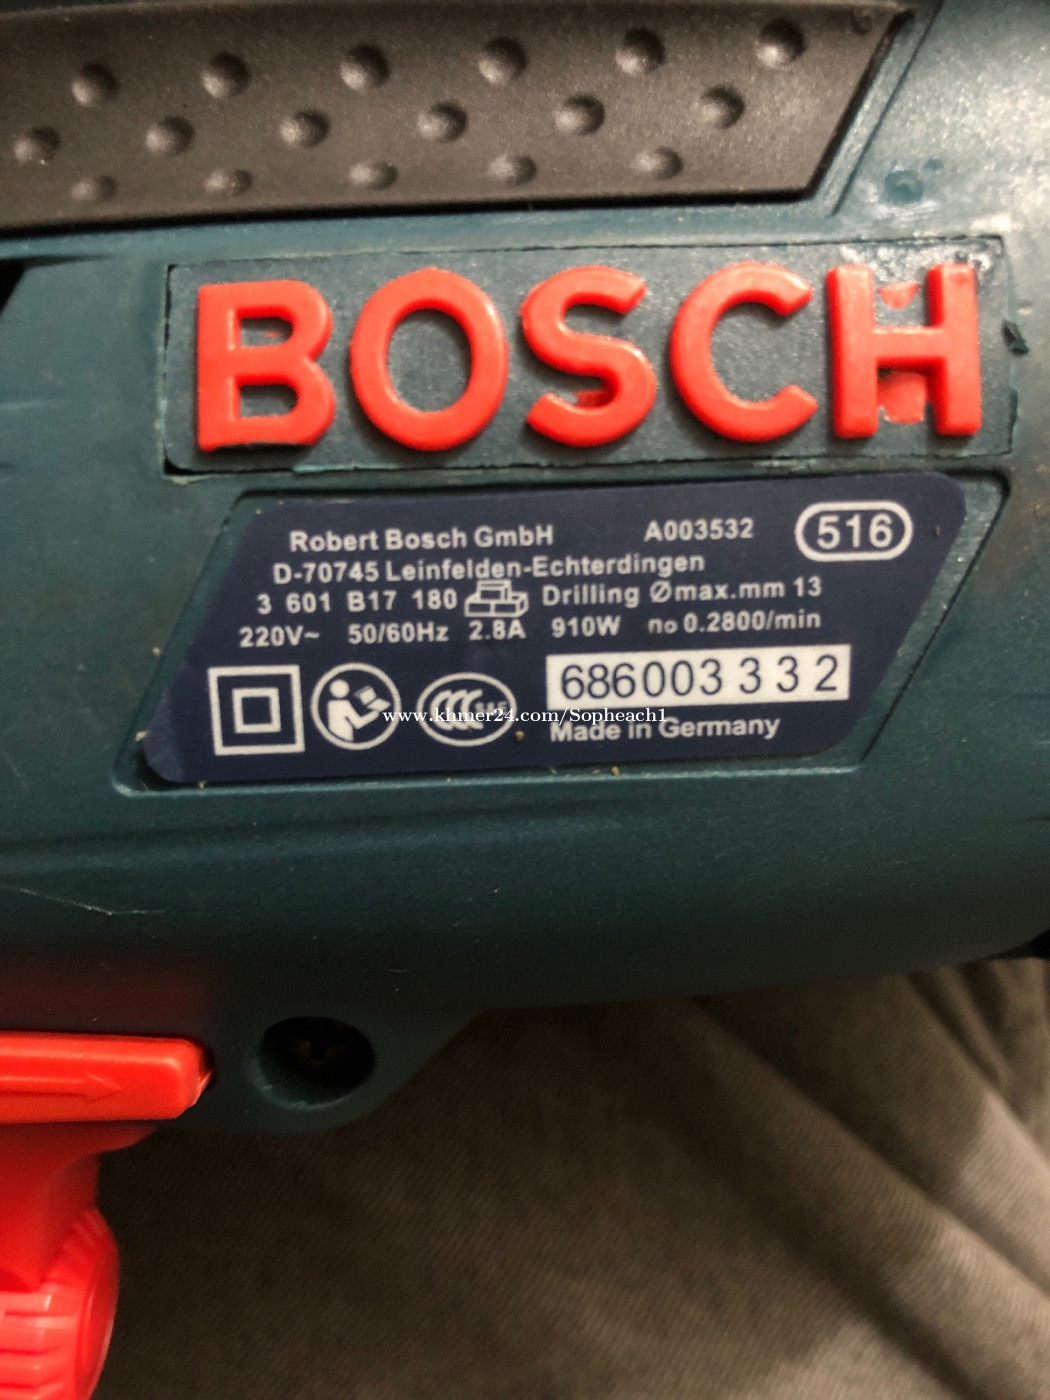 BOSCH
Robert Bosch GmbH A003532 516
D-70745 Leinfelden-Echterdingen
3 601 B17 180 Drilling Ømax.mm 13
220V~ 50/60Hz 2.8A 910W no 0.2800/min
686003 3 3 2
www.khmer24.com/Sopheach1
Made in Germany